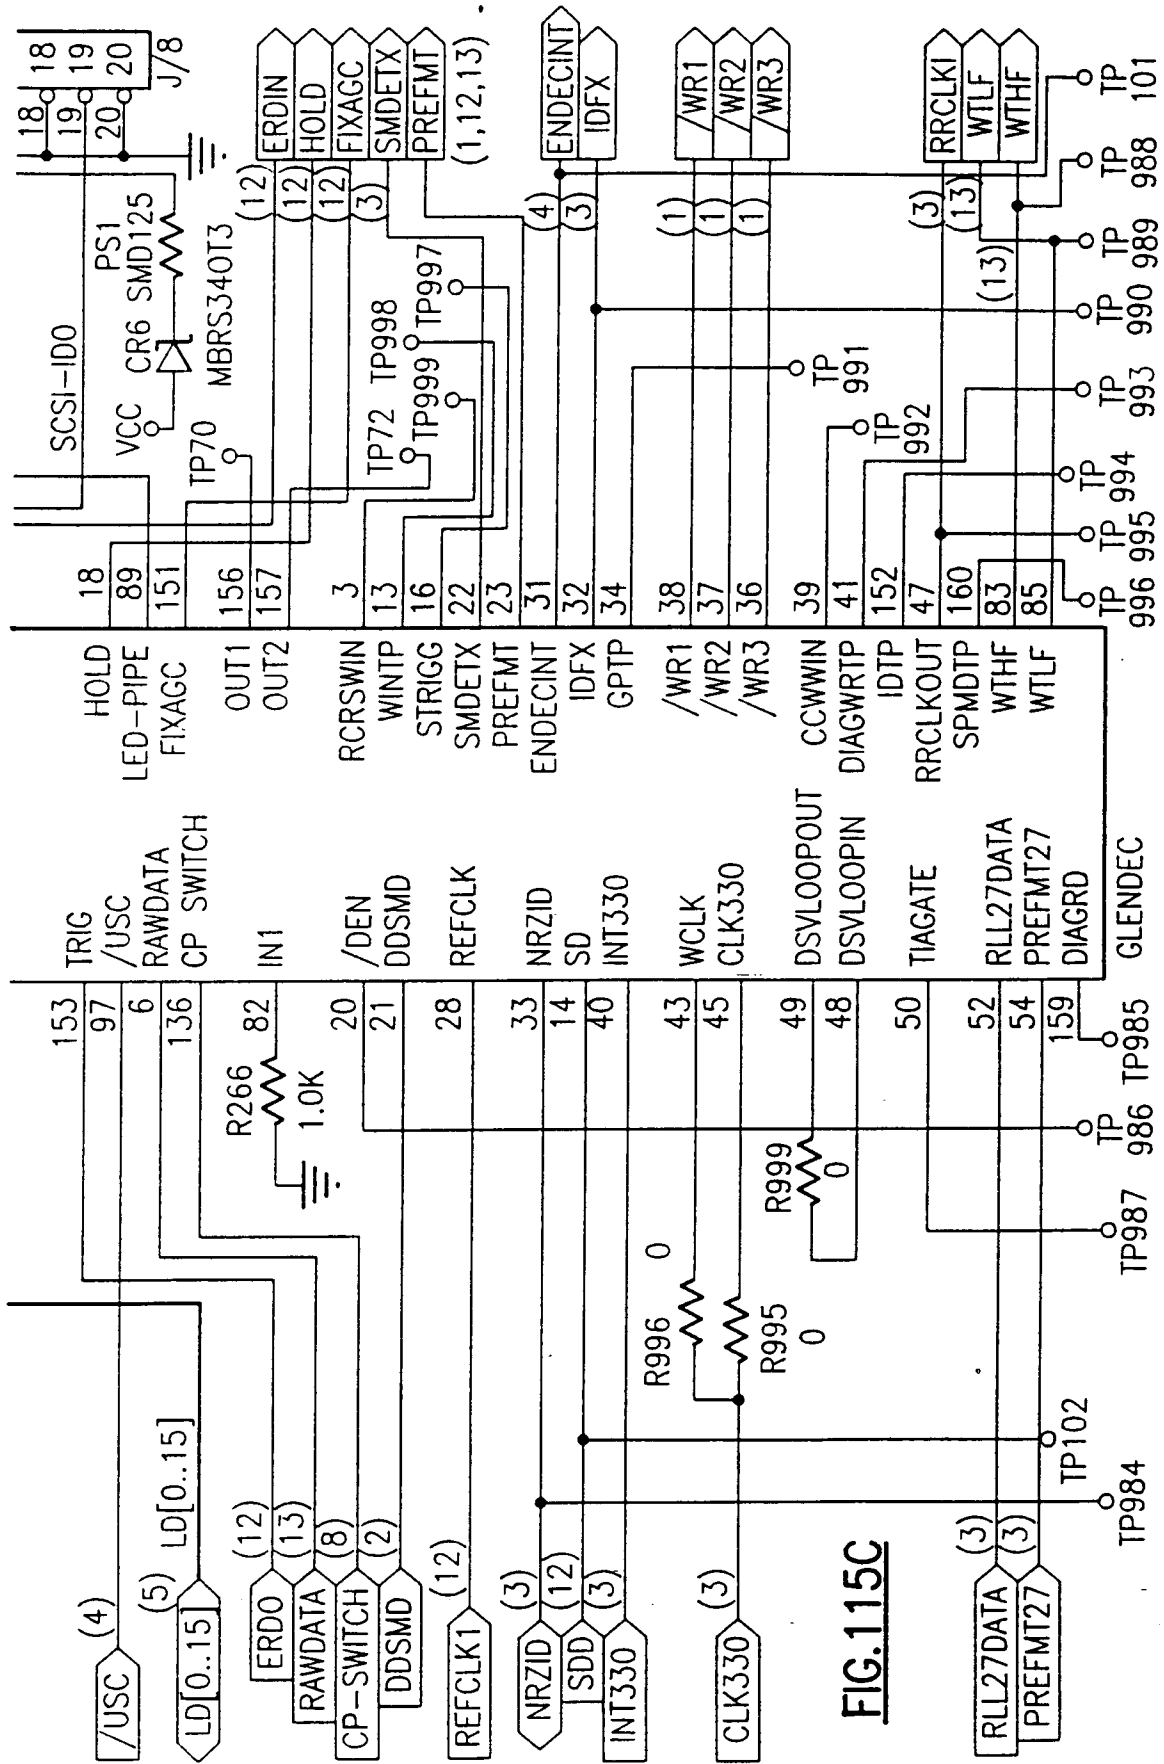 /USC
(4)
LD[0..15]
(5)
LD[0..15]
ERDO
(12)
RAWDATA
(13)
CP-SWITCH
(8)
DDSMD
(2)
REFCLK1
(12)
NRZID
(3)
SDD
(12)
INT330
(3)
CLK330
(3)
RLL27DATA
(3)
PREFMT27
(3)
FIG.115C
TP984
TP102
R996
0
R995
0
R999
0
R266
1.0K
TP987
TP
986
TP985
153
TRIG
97
/USC
6
RAWDATA
136
CP SWITCH
82
IN1
20
/DEN
21
DDSMD
28
REFCLK
33
NRZID
14
SD
40
INT330
43
WCLK
45
CLK330
49
DSVLOOPOUT
48
DSVLOOPIN
50
TIAGATE
52
RLL27DATA
54
PREFMT27
159
DIAGRD
GLENDEC
HOLD
18
LED-PIPE
89
FIXAGC
151
OUT1
156
OUT2
157
RCRSWIN
3
WINTP
13
STRIGG
16
SMDETX
22
PREFMT
23
ENDECINT
31
IDFX
32
GPTP
34
/WR1
38
/WR2
37
/WR3
36
CCWWIN
39
DIAGWRTP
41
IDTP
152
RRCLKOUT
47
SPMDTP
160
WTHF
83
WTLF
85
SCSI-ID0
VCC
CR6
MBRS340T3
PS1
SMD125
TP70
TP72
TP999
TP998
TP997
18
18
19
19
20
20
J/8
(12)
ERDIN
(12)
HOLD
(12)
FIXAGC
(3)
SMDETX
PREFMT
(1,12,13)
(4)
ENDECINT
(3)
IDFX
(1)
/WR1
(1)
/WR2
(1)
/WR3
(3)
RRCLKI
(13)
WTLF
(13)
WTHF
TP
991
TP
992
TP
996
TP
995
TP
994
TP
993
TP
990
TP
989
TP
988
TP
101